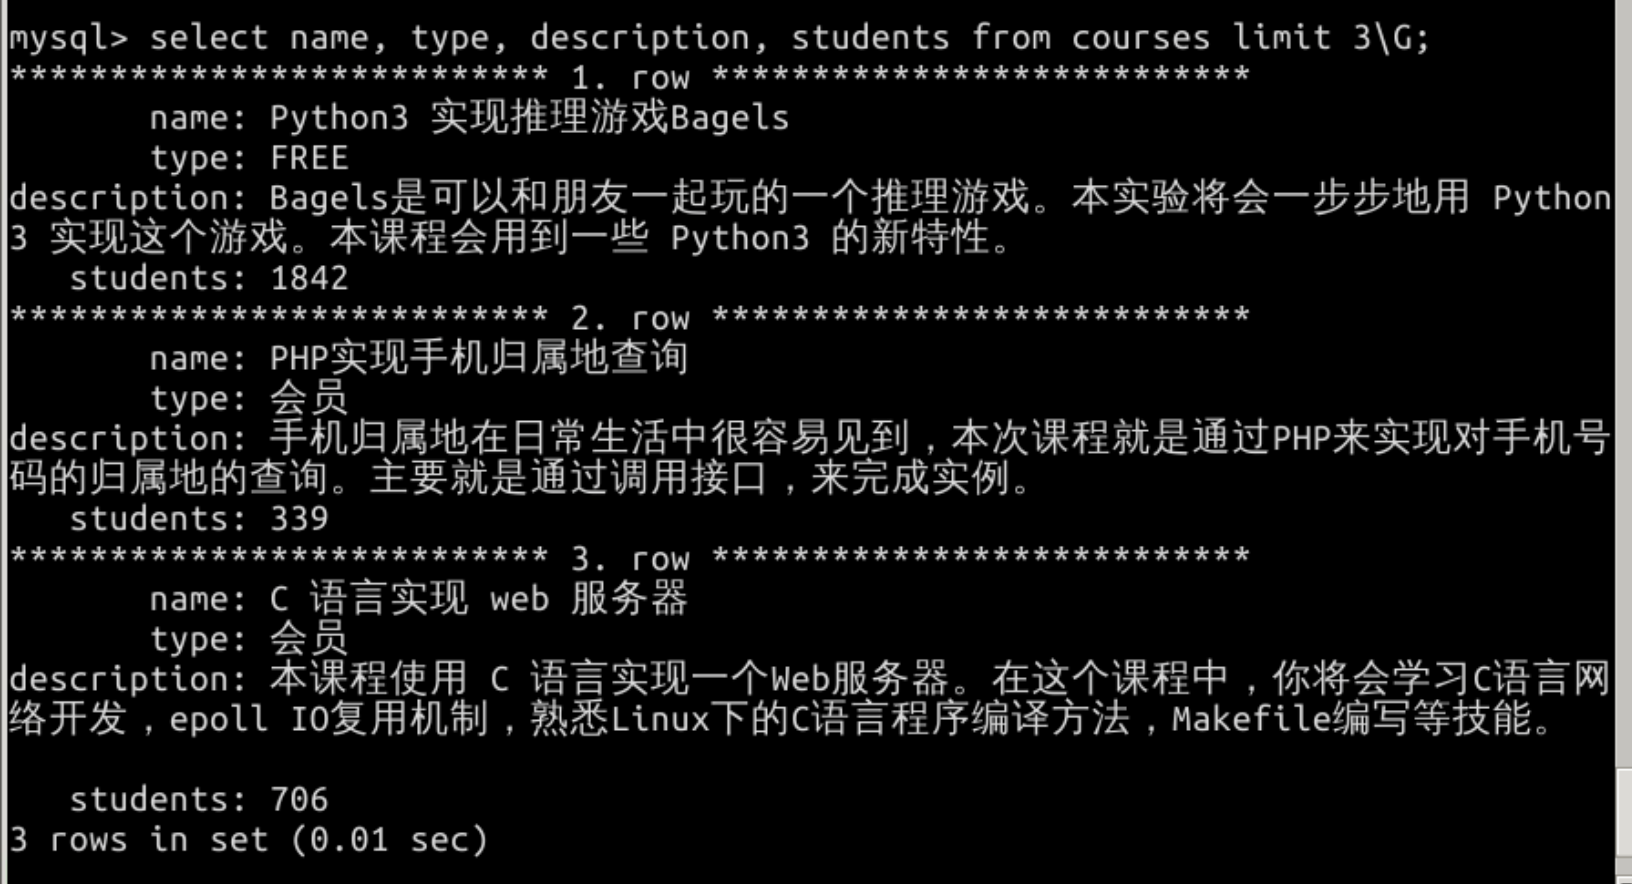 mysql> select name, type, description, students from courses limit 3\G;
*************************** 1. row ***************************
name: Python3 实现推理游戏Bagels
type: FREE
description: Bagels是可以和朋友一起玩的一个推理游戏。本实验将会一步步地用 Python
3 实现这个游戏。本课程会用到一些 Python3 的新特性。
students: 1842
*************************** 2. row ***************************
name: PHP实现手机归属地查询
type: 会员
description: 手机归属地在日常生活中很容易见到，本次课程就是通过PHP来实现对手机号
码的归属地的查询。主要就是通过调用接口，来完成实例。
students: 339
*************************** 3. row ***************************
name: C 语言实现 web 服务器
type: 会员
description: 本课程使用 C 语言实现一个Web服务器。在这个课程中，你将会学习C语言网
络开发，epoll IO复用机制，熟悉Linux下的C语言程序编译方法，Makefile编写等技能。
students: 706
3 rows in set (0.01 sec)